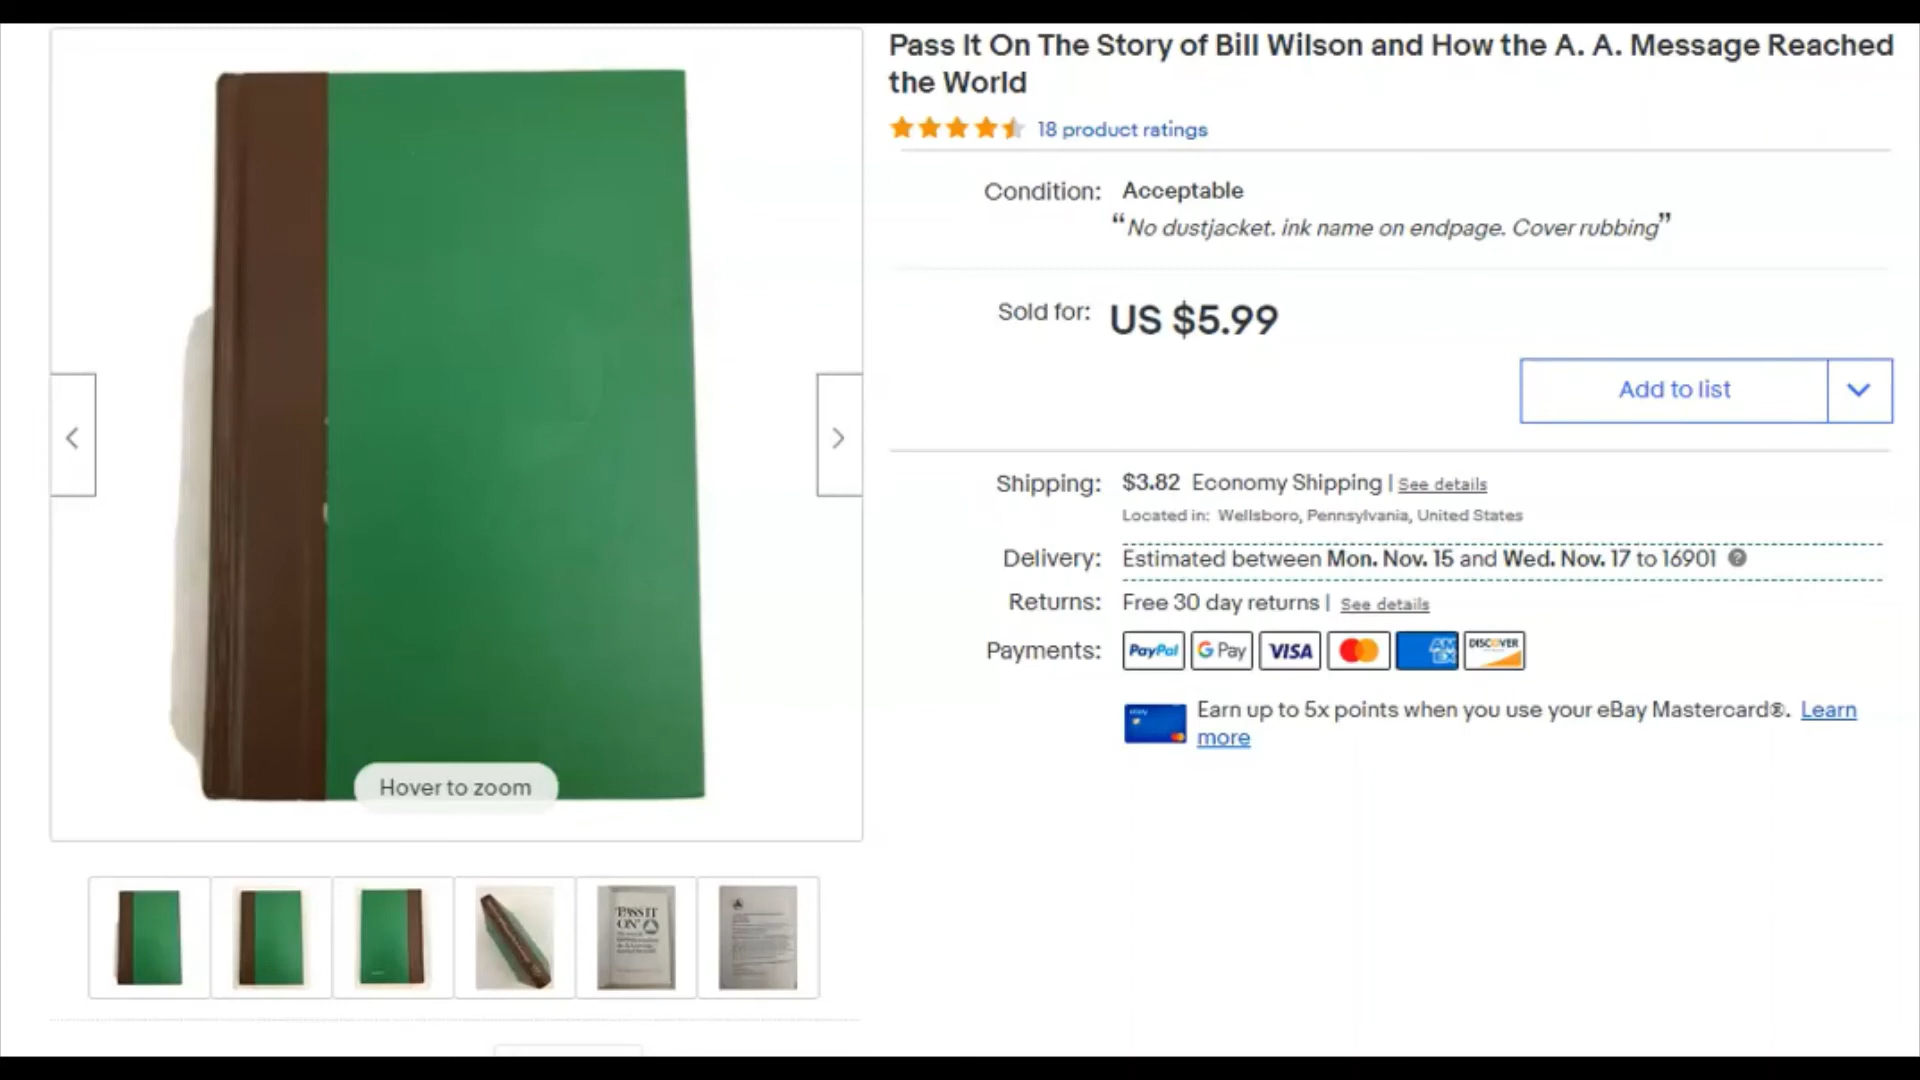 Pass It On The Story of Bill Wilson and How the A. A. Message Reached
the World
18 product ratings
Condition: Acceptable
“No dustjacket. ink name on endpage. Cover rubbing”
Sold for: US $5.99
Add to list
Shipping: $3.82 Economy Shipping | See details
Located in: Wellsboro, Pennsylvania, United States
Delivery: Estimated between Mon. Nov. 15 and Wed. Nov. 17 to 16901
Returns: Free 30 day returns | See details
Payments: PayPal G Pay VISA AM EX DISCOVER
Earn up to 5x points when you use your eBay Mastercard®. Learn
more
Hover to zoom
'PASS IT
ON'